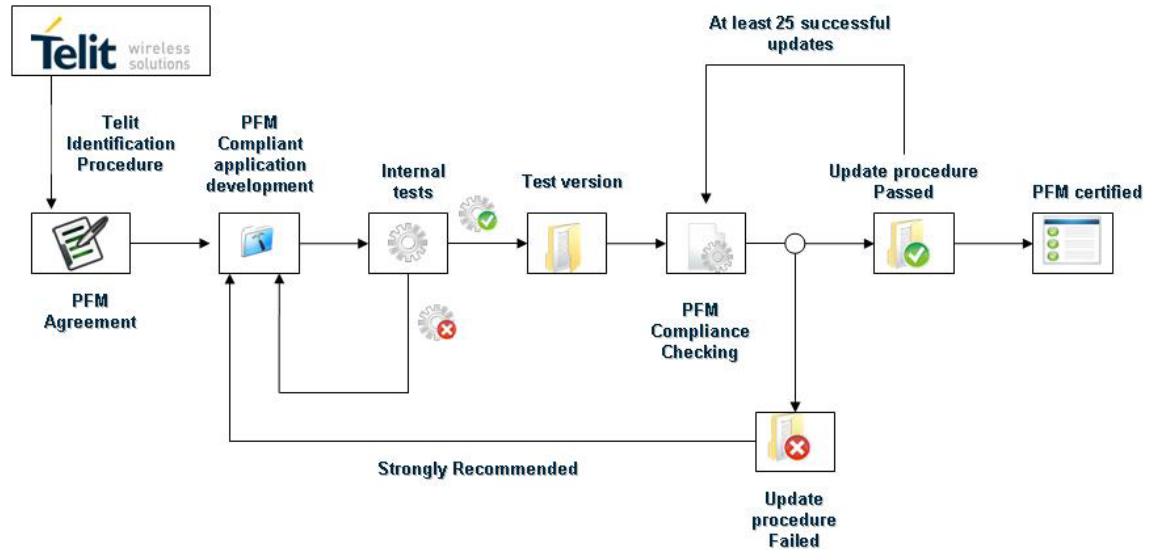 Telit wireless
solutions
At least 25 successful
updates
Telit
Identification
Procedure
PFM
Compliant
application
development
Internal
tests
Test version
Update procedure
Passed
PFM certified
PFM
Agreement
PFM
Compliance
Checking
Strongly Recommended
Update
procedure
Failed